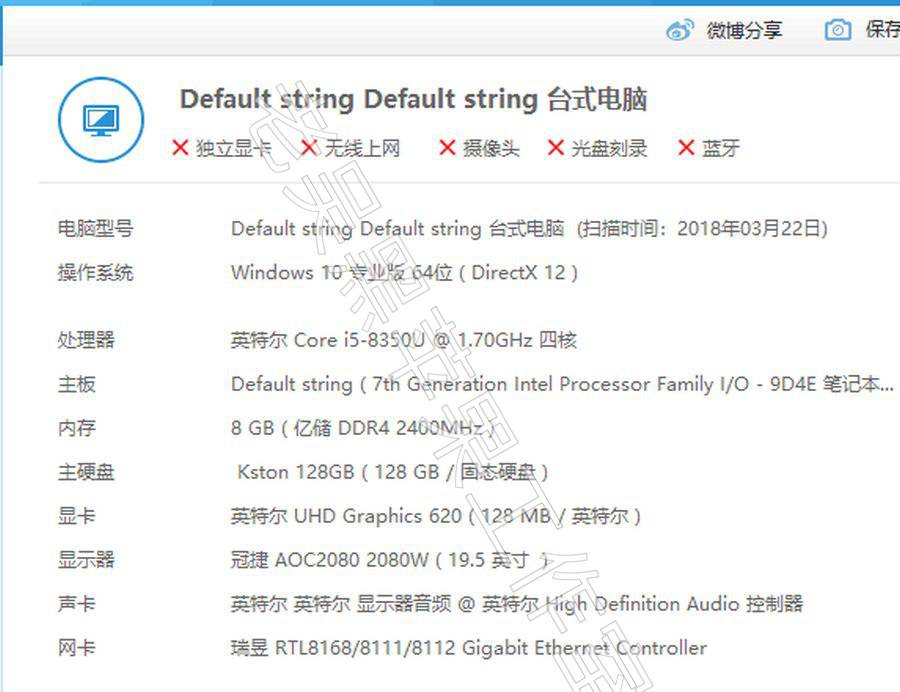 微博分享 保存
Default string Default string 台式电脑
独立显卡 无线上网 摄像头 光盘刻录 蓝牙
电脑型号 Default string Default string 台式电脑 (扫描时间：2018年03月22日)
操作系统 Windows 10 专业版 64位 ( DirectX 12 )
处理器 英特尔 Core i5-8350U @ 1.70GHz 四核
主板 Default string ( 7th Generation Intel Processor Family I/O - 9D4E 笔记本...
内存 8 GB ( 亿储 DDR4 2400MHz )
主硬盘 Kston 128GB ( 128 GB / 固态硬盘 )
显卡 英特尔 UHD Graphics 620 ( 128 MB / 英特尔 )
显示器 冠捷 AOC2080 2080W ( 19.5 英寸 )
声卡 英特尔 英特尔 显示器音频 @ 英特尔 High Definition Audio 控制器
网卡 瑞昱 RTL8168/8111/8112 Gigabit Ethernet Controller
老吴黑苹果工作室